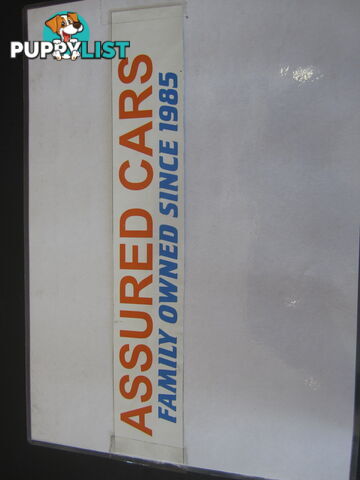 PUPPYLIST
ASSURED CARS
FAMILY OWNED SINCE 1985